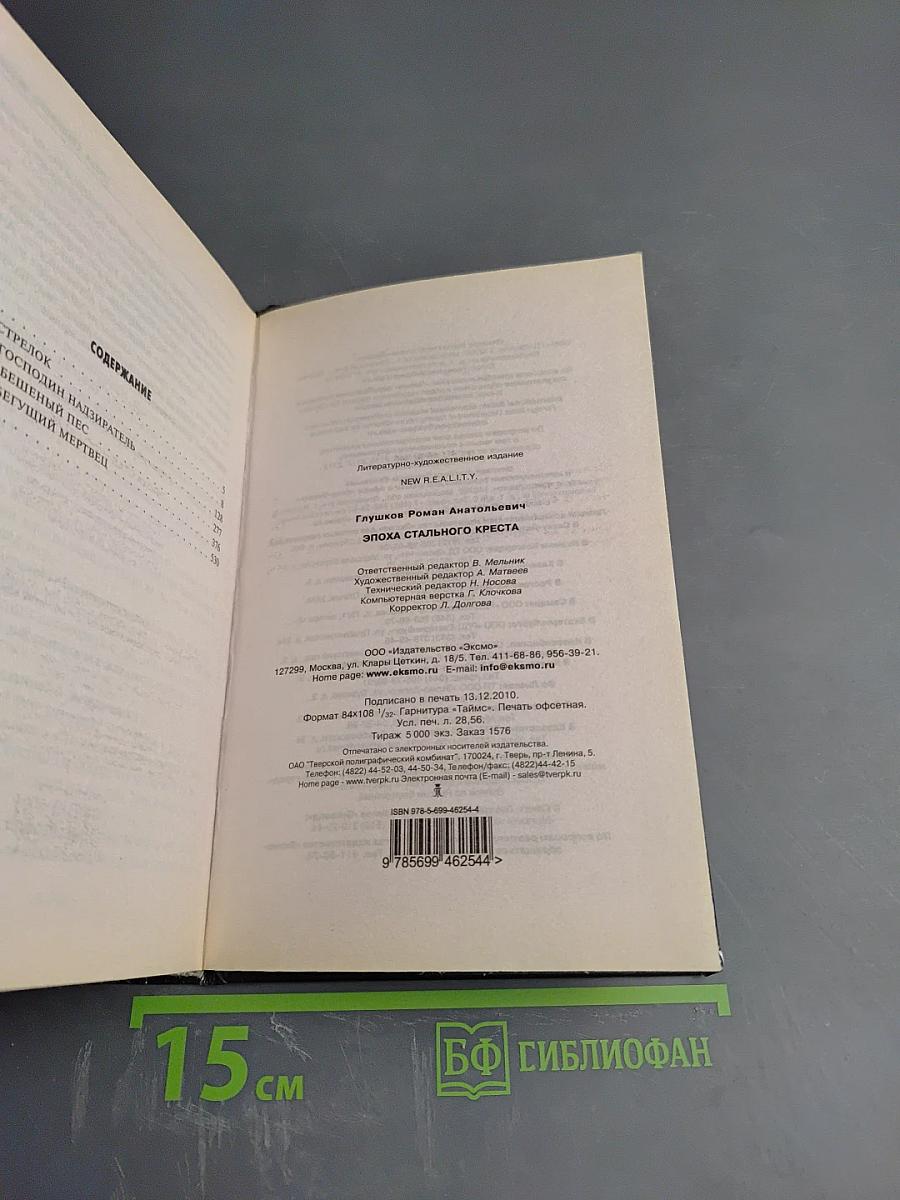 СОДЕРЖАНИЕ
СТРЕЛОК
ГОСПОДИН НАДЗИРАТЕЛЬ
БЕШЕНЫЙ ПЕС
БЕГУЩИЙ МЕРТВЕЦ
5
8
128
277
376
530
Литературно-художественное издание
NEW R.E.A.L.I.T.Y.
Глушков Роман Анатольевич
ЭПОХА СТАЛЬНОГО КРЕСТА
Ответственный редактор В. Мельник
Художественный редактор А. Матвеев
Технический редактор Н. Носова
Компьютерная верстка Г. Клочкова
Корректор Л. Долгова
ООО «Издательство «Эксмо»
127299, Москва, ул. Клары Цеткин, д. 18/5. Тел. 411-68-86, 956-39-21.
Home page: www.eksmo.ru E-mail: info@eksmo.ru
Подписано в печать 13.12.2010.
Формат 84×108 1/32. Гарнитура «Таймс». Печать офсетная.
Усл. печ. л. 28,56.
Тираж 5 000 экз. Заказ 1576
Отпечатано с электронных носителей издательства.
ОАО "Тверской полиграфический комбинат". 170024, г. Тверь, пр-т Ленина, 5.
Телефон: (4822) 44-52-03, 44-50-34, Телефон/факс: (4822)44-42-15
Home page - www.tverpk.ru Электронная почта (E-mail) - sales@tverpk.ru
ISBN 978-5-699-46254-4
9 785699 462544 >
15 см
БФ БИБЛИОФАН